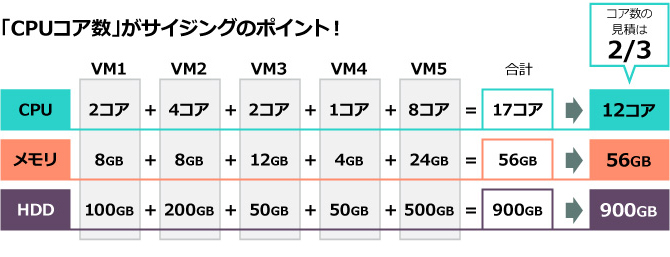 「CPUコア数」がサイジングのポイント！
コア数の
見積は
2/3
VM1 VM2 VM3 VM4 VM5 合計
CPU 2コア + 4コア + 2コア + 1コア + 8コア = 17コア 12コア
メモリ 8GB + 8GB + 12GB + 4GB + 24GB = 56GB 56GB
HDD 100GB + 200GB + 50GB + 50GB + 500GB = 900GB 900GB